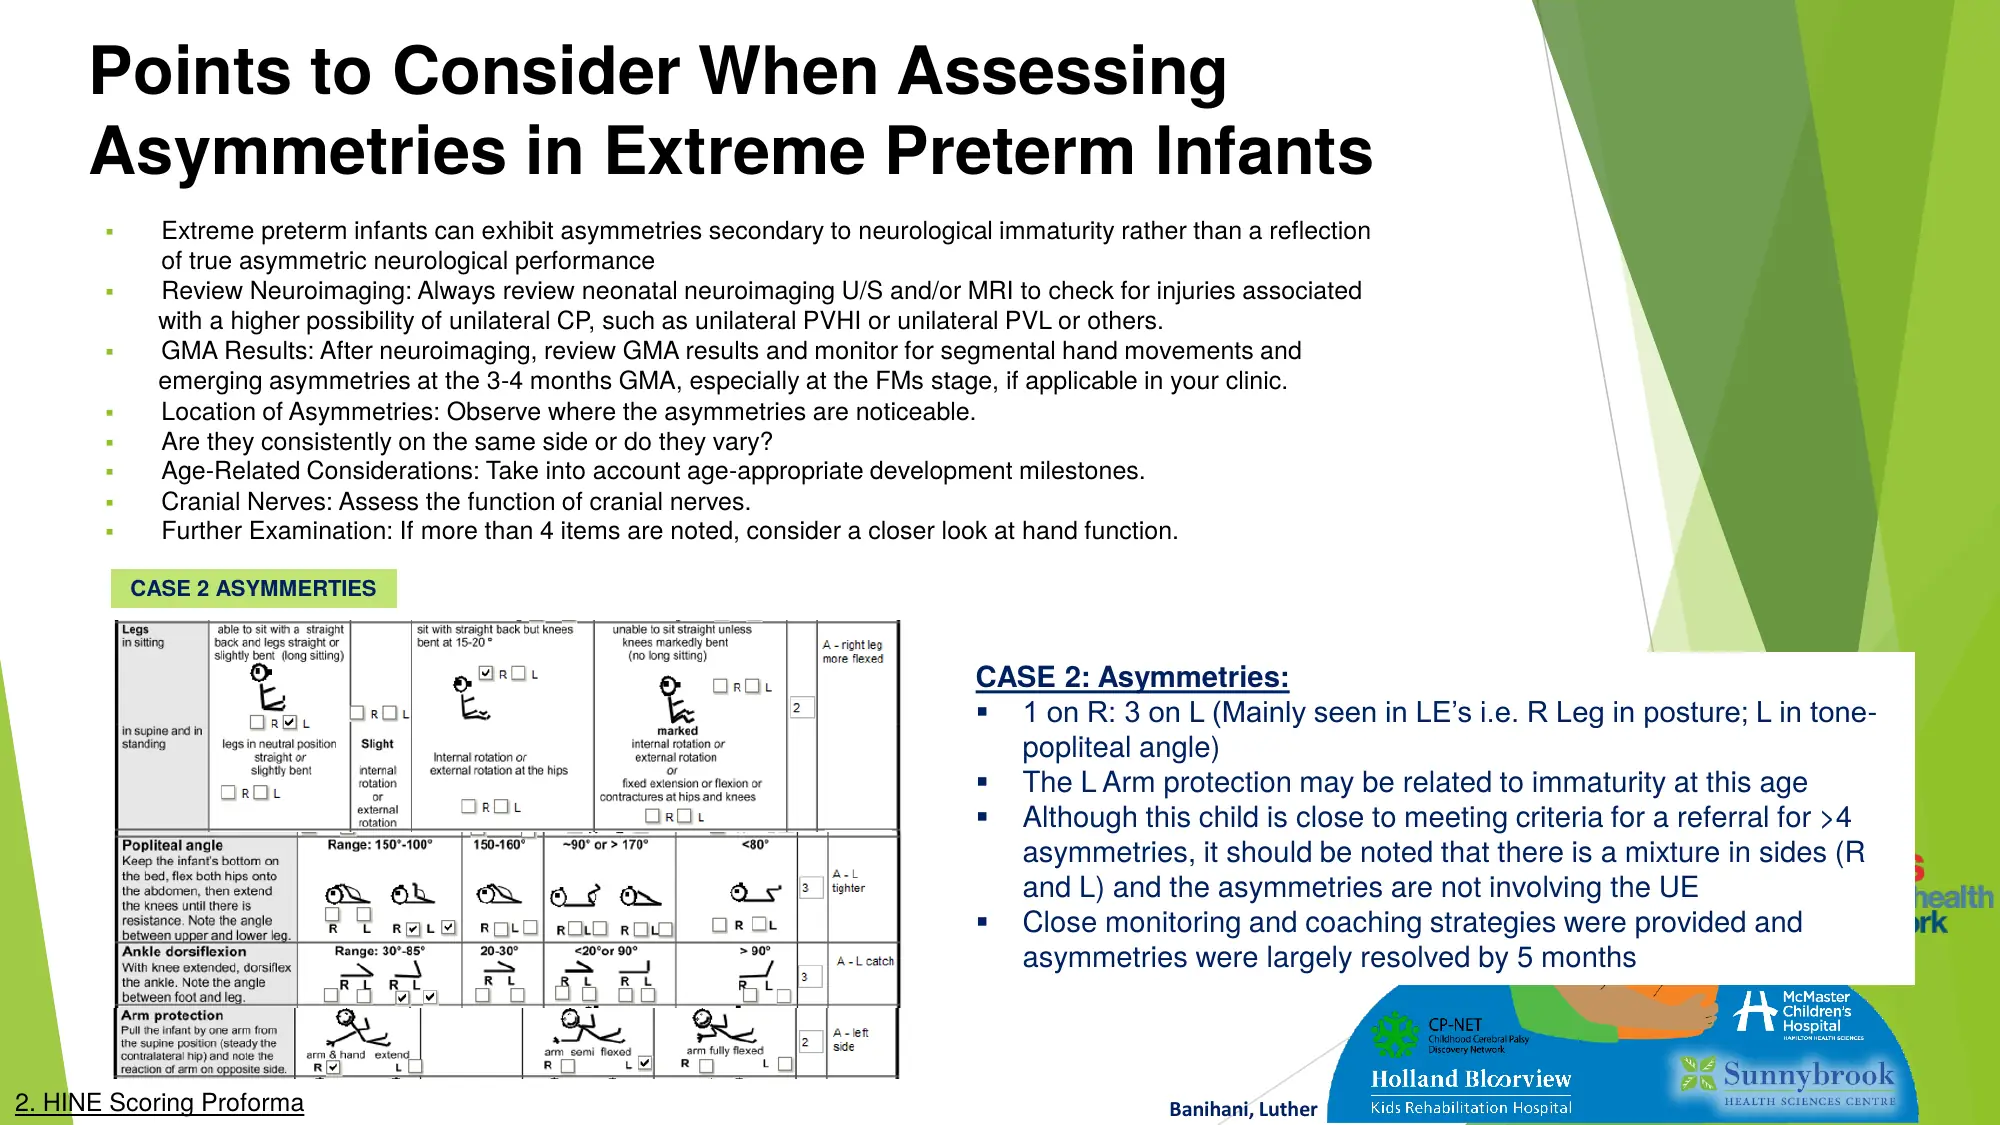 Points to Consider When Assessing
Asymmetries in Extreme Preterm Infants
▪ Extreme preterm infants can exhibit asymmetries secondary to neurological immaturity rather than a reflection
of true asymmetric neurological performance
▪ Review Neuroimaging: Always review neonatal neuroimaging U/S and/or MRI to check for injuries associated
with a higher possibility of unilateral CP, such as unilateral PVHI or unilateral PVL or others.
▪ GMA Results: After neuroimaging, review GMA results and monitor for segmental hand movements and
emerging asymmetries at the 3-4 months GMA, especially at the FMs stage, if applicable in your clinic.
▪ Location of Asymmetries: Observe where the asymmetries are noticeable.
▪ Are they consistently on the same side or do they vary?
▪ Age-Related Considerations: Take into account age-appropriate development milestones.
▪ Cranial Nerves: Assess the function of cranial nerves.
▪ Further Examination: If more than 4 items are noted, consider a closer look at hand function.
CASE 2 ASYMMERTIES
Legs
in sitting
able to sit with a straight
back and legs straight or
slightly bent (long sitting)
R L
R L
sit with straight back but knees
bent at 15-20 °
R L
unable to sit straight unless
knees markedly bent
(no long sitting)
R L
2
A - right leg
more flexed
in supine and in
standing
legs in neutral position
straight or
slightly bent
R L
Slight
internal
rotation
or
external
rotation
Internal rotation or
external rotation at the hips
R L
marked
internal rotation or
external rotation
or
fixed extension or flexion or
contractures at hips and knees
R L
Popliteal angle
Keep the infant's bottom on
the bed, flex both hips onto
the abdomen, then extend
the knees until there is
resistance. Note the angle
between upper and lower leg.
Range: 150°-100°
R L R L
150-160°
R L
~90° or > 170°
R L R L
<80°
R L
3
A - L
tighter
Ankle dorsiflexion
With knee extended, dorsiflex
the ankle. Note the angle
between foot and leg.
Range: 30°-85°
R L R L
20-30°
R L
<20°or 90°
R L R L
> 90°
R L
3
A - L catch
Arm protection
Pull the infant by one arm from
the supine position (steady the
contralateral hip) and note the
reaction of arm on opposite side.
arm & hand extend
R L
arm semi flexed
R L
arm fully flexed
R L
2
A - left
side
CASE 2: Asymmetries:
▪ 1 on R: 3 on L (Mainly seen in LE's i.e. R Leg in posture; L in tone-
popliteal angle)
▪ The L Arm protection may be related to immaturity at this age
▪ Although this child is close to meeting criteria for a referral for >4
asymmetries, it should be noted that there is a mixture in sides (R
and L) and the asymmetries are not involving the UE
▪ Close monitoring and coaching strategies were provided and
asymmetries were largely resolved by 5 months
health
2. HINE Scoring Proforma
Banihani, Luther
CP-NET
Childhood Cerebral Palsy
Discovery Network
Holland Bloorview
Kids Rehabilitation Hospital
McMaster
Children's
Hospital
HAMILTON HEALTH SCIENCES
Sunnybrook
HEALTH SCIENCES CENTRE